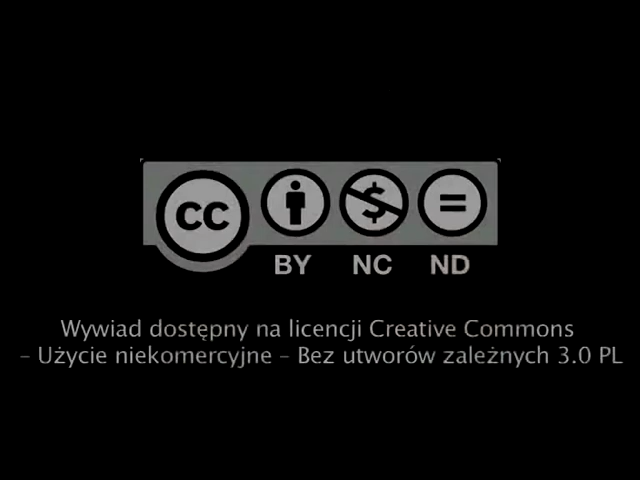 cc
BY NC ND
Wywiad dostępny na licencji Creative Commons
– Użycie niekomercyjne – Bez utworów zależnych 3.0 PL